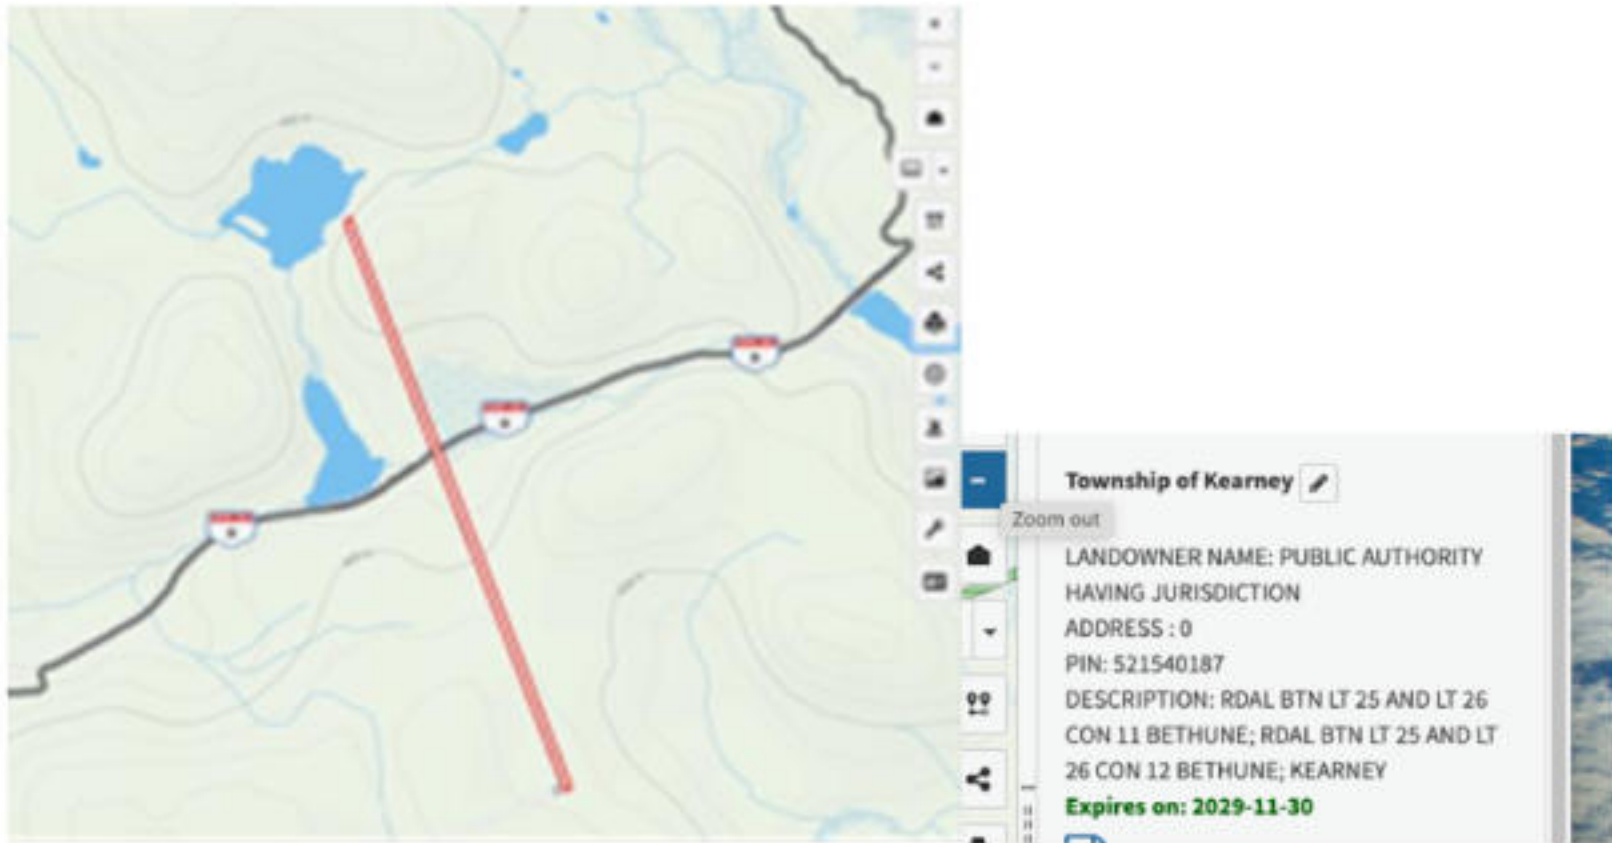 Township of Kearney
Zoom out
LANDOWNER NAME: PUBLIC AUTHORITY
HAVING JURISDICTION
ADDRESS : 0
PIN: 521540187
DESCRIPTION: RDAL BTN LT 25 AND LT 26
CON 11 BETHUNE; RDAL BTN LT 25 AND LT
26 CON 12 BETHUNE; KEARNEY
Expires on: 2029-11-30